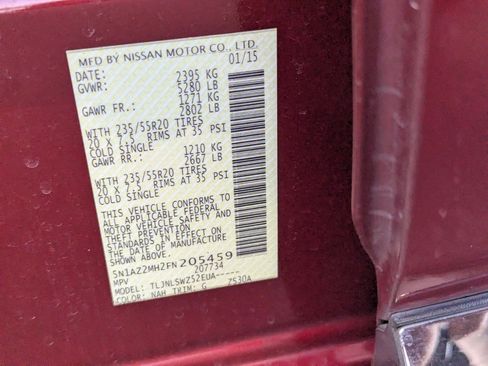 MFD BY NISSAN MOTOR CO., LTD.
DATE: 01/15
GVWR: 2395 KG
5280 LB
GAWR FR.: 1271 KG
2802 LB
WITH 235/55R20 TIRES
20 X 7.5 RIMS AT 35 PSI
COLD SINGLE
GAWR RR.: 1210 KG
2667 LB
WITH 235/55R20 TIRES
20 X 7.5 RIMS AT 35 PSI
COLD SINGLE
THIS VEHICLE CONFORMS TO
ALL APPLICABLE FEDERAL
MOTOR VEHICLE SAFETY AND
THEFT PREVENTION
STANDARDS IN EFFECT ON
THE DATE OF MANUFACTURE
SHOWN ABOVE.
5N1AZ2MH2FN205459
MPV 207734
MODEL: TLJNLSWZ52EUA-----
COLOR: NAH TRIM: G Z530A